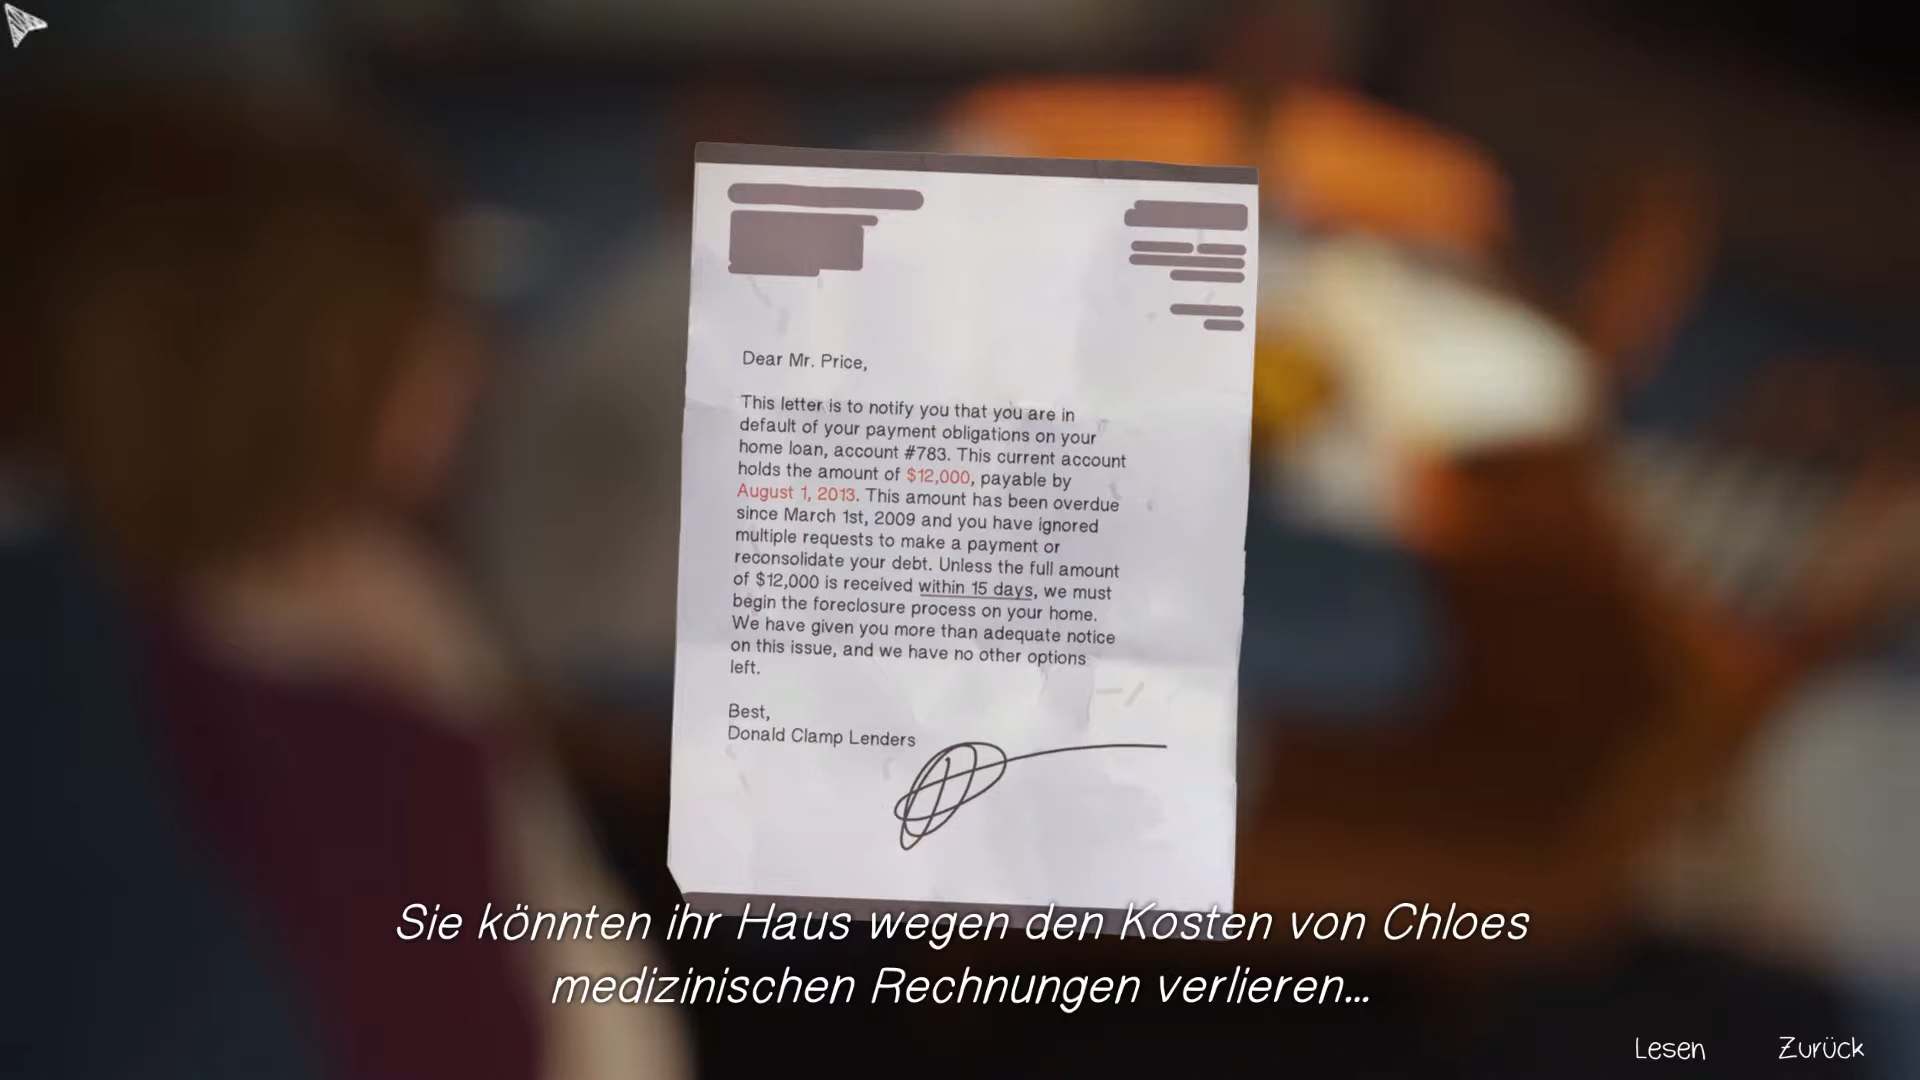 Dear Mr. Price,
This letter is to notify you that you are in
default of your payment obligations on your
home loan, account #783. This current account
holds the amount of $12,000, payable by
August 1, 2013. This amount has been overdue
since March 1st, 2009 and you have ignored
multiple requests to make a payment or
reconsolidate your debt. Unless the full amount
of $12,000 is received within 15 days, we must
begin the foreclosure process on your home.
We have given you more than adequate notice
on this issue, and we have no other options
left.
Best,
Donald Clamp Lenders
Sie könnten ihr Haus wegen den Kosten von Chloes
medizinischen Rechnungen verlieren...
Lesen
Zurück